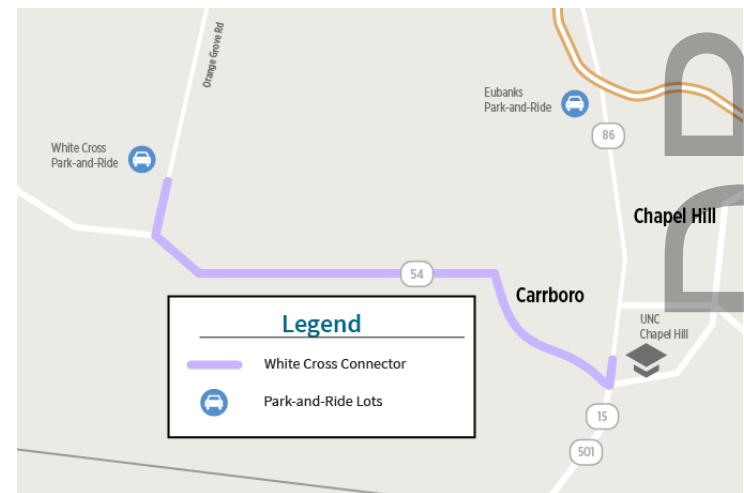 Orange Grove Rd
Eubanks
Park-and-Ride
86
White Cross
Park-and-Ride
Chapel Hill
54
Carrboro
UNC
Chapel Hill
Legend
White Cross Connector
Park-and-Ride Lots
15
501